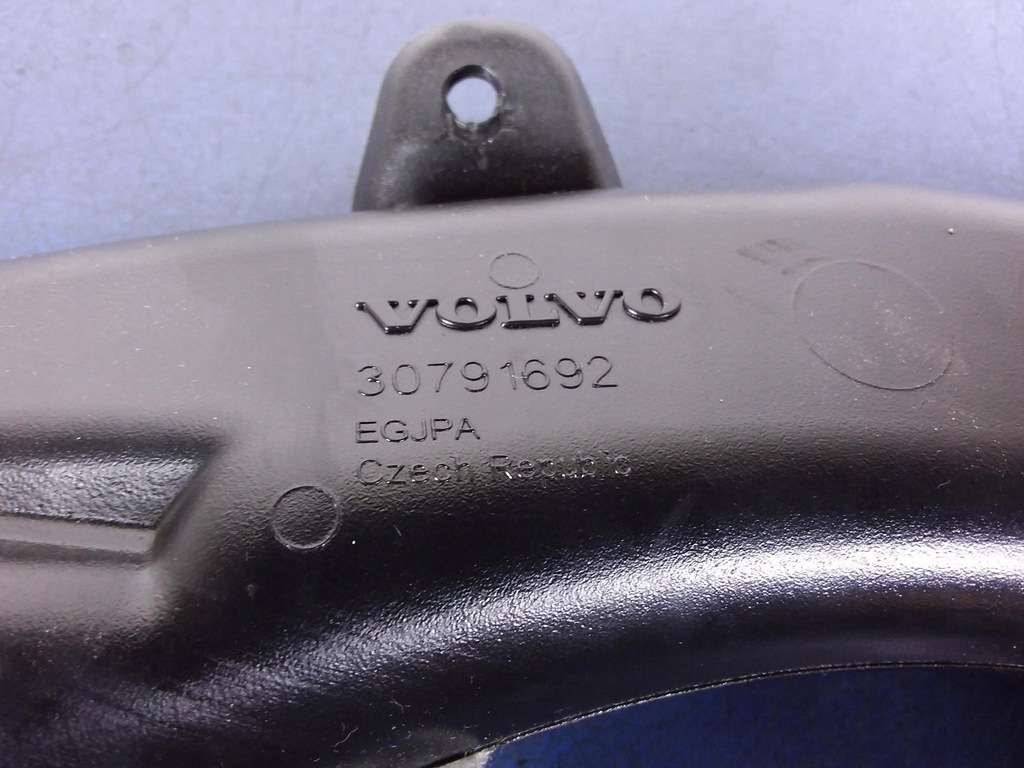 VOLVO
30791692
EGJPA
Czech Republic